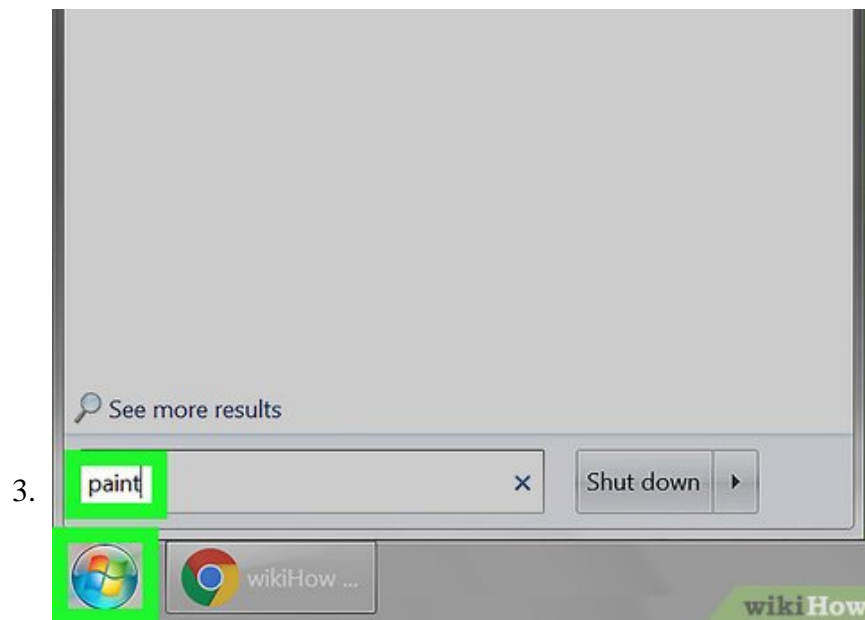 See more results
3.
paint
×
Shut down
wikiHow ...
wikiHow